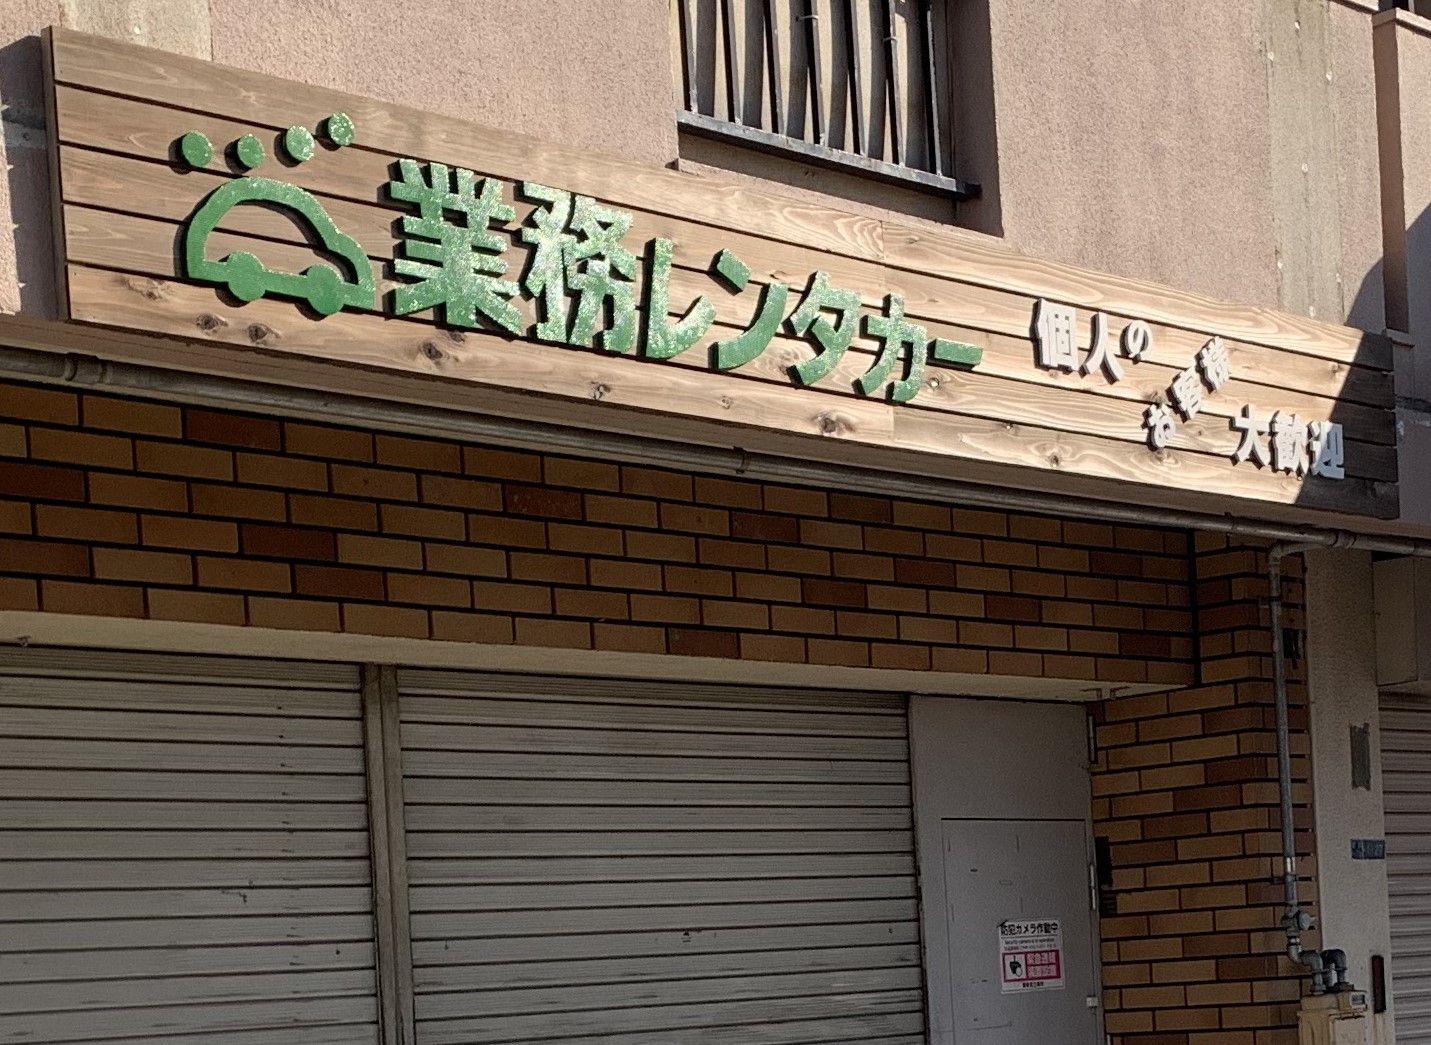 業務レンタカー
個人の
お客様
大歓迎
防犯カメラ作動中